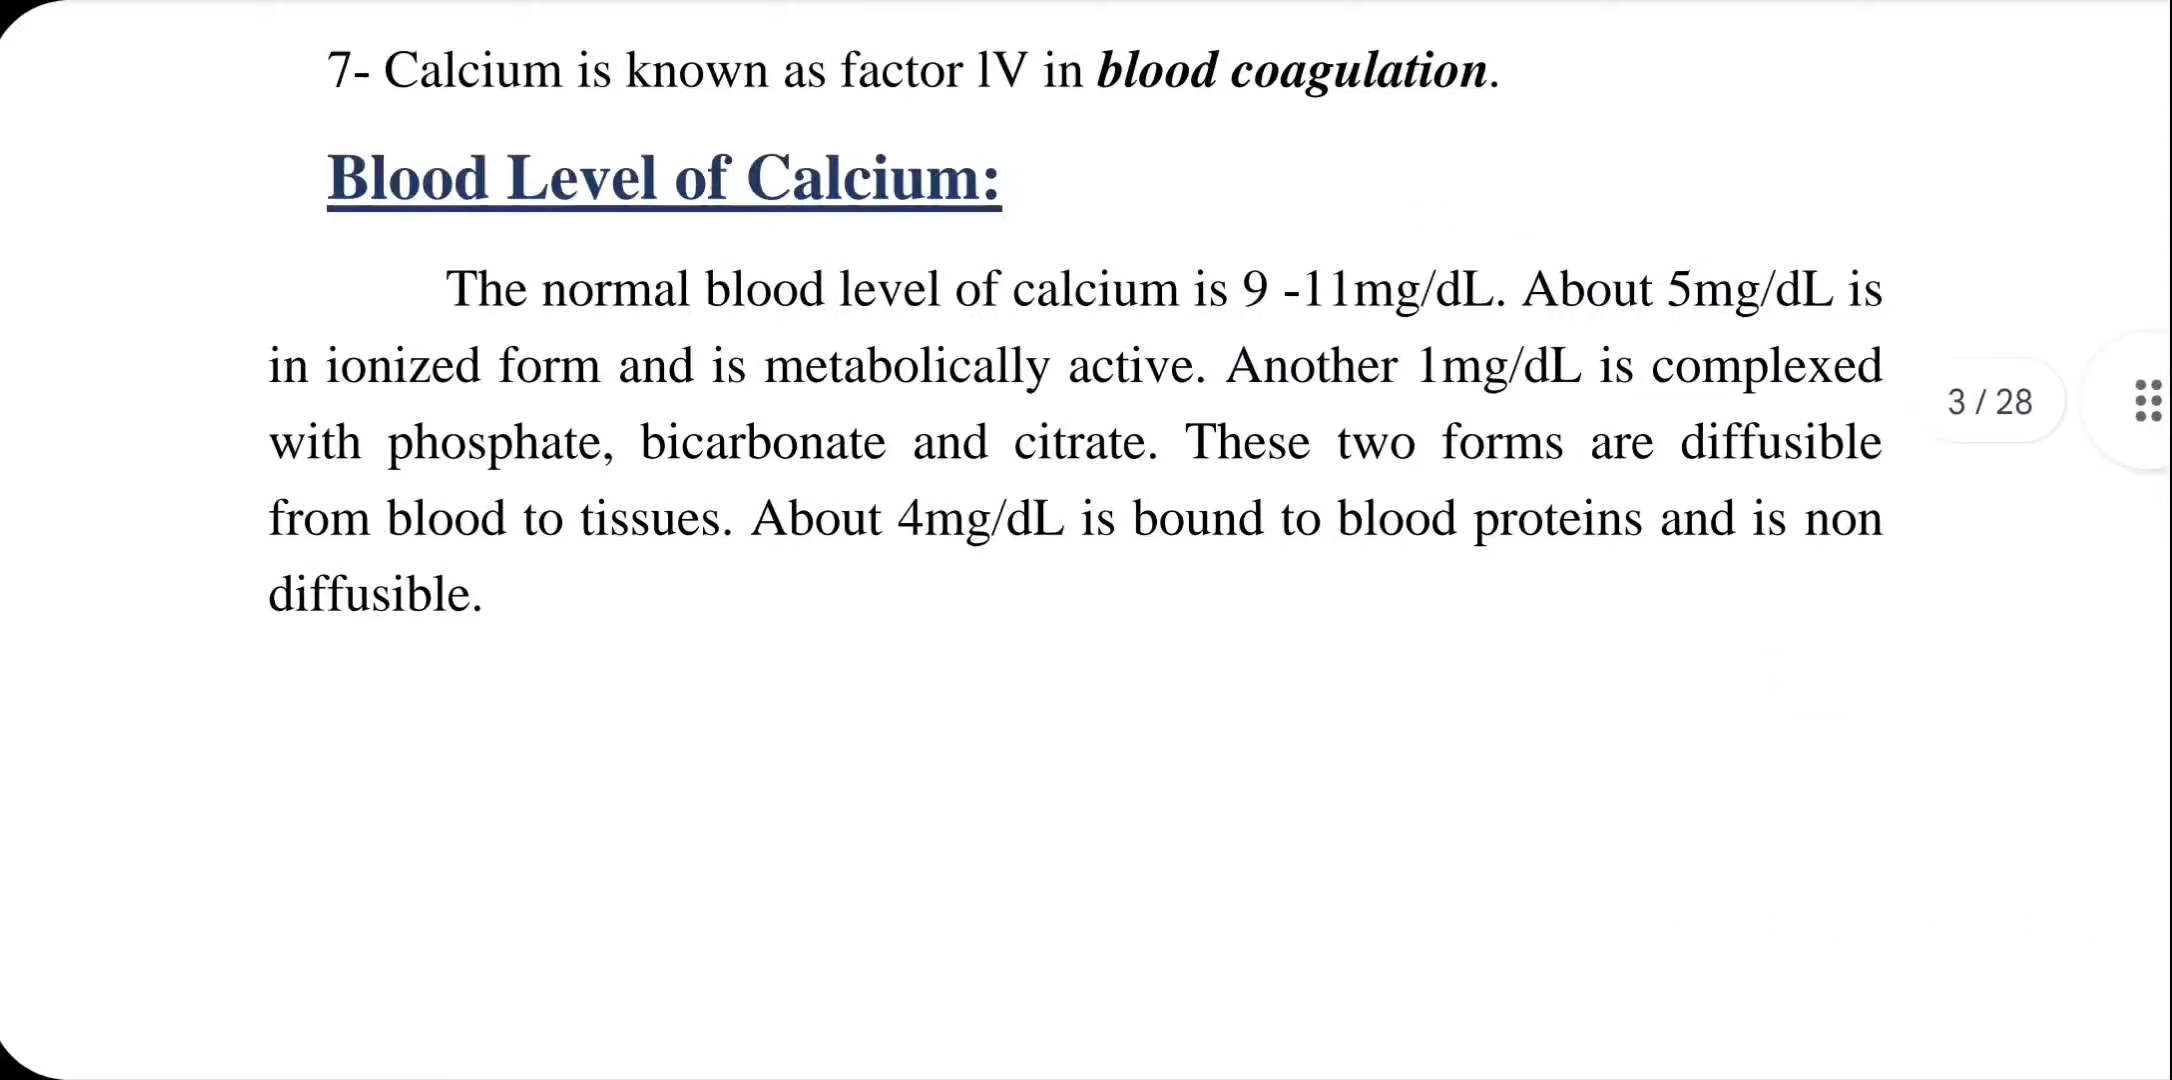 7- Calcium is known as factor lV in blood coagulation.
Blood Level of Calcium:
The normal blood level of calcium is 9 -11mg/dL. About 5mg/dL is
in ionized form and is metabolically active. Another 1mg/dL is complexed
with phosphate, bicarbonate and citrate. These two forms are diffusible
from blood to tissues. About 4mg/dL is bound to blood proteins and is non
diffusible.
3 / 28